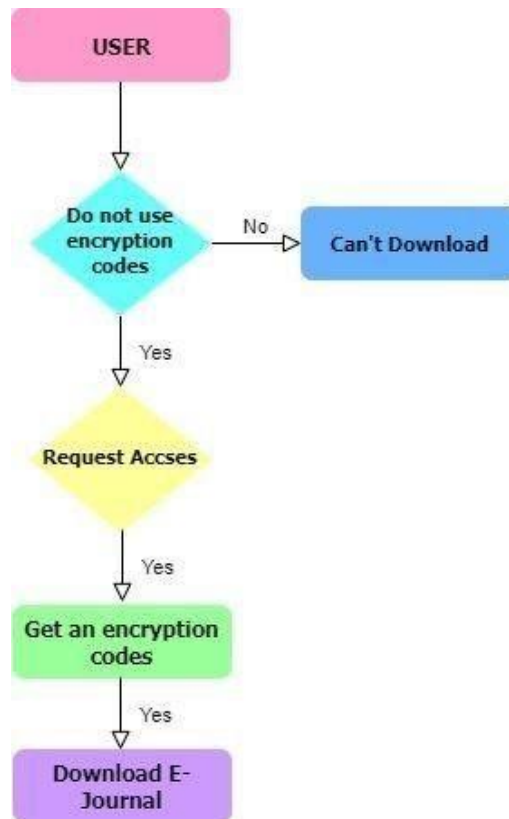 USER
Do not use
encryption
codes
No
Can't Download
Yes
Request Accses
Yes
Get an encryption
codes
Yes
Download E-
Journal